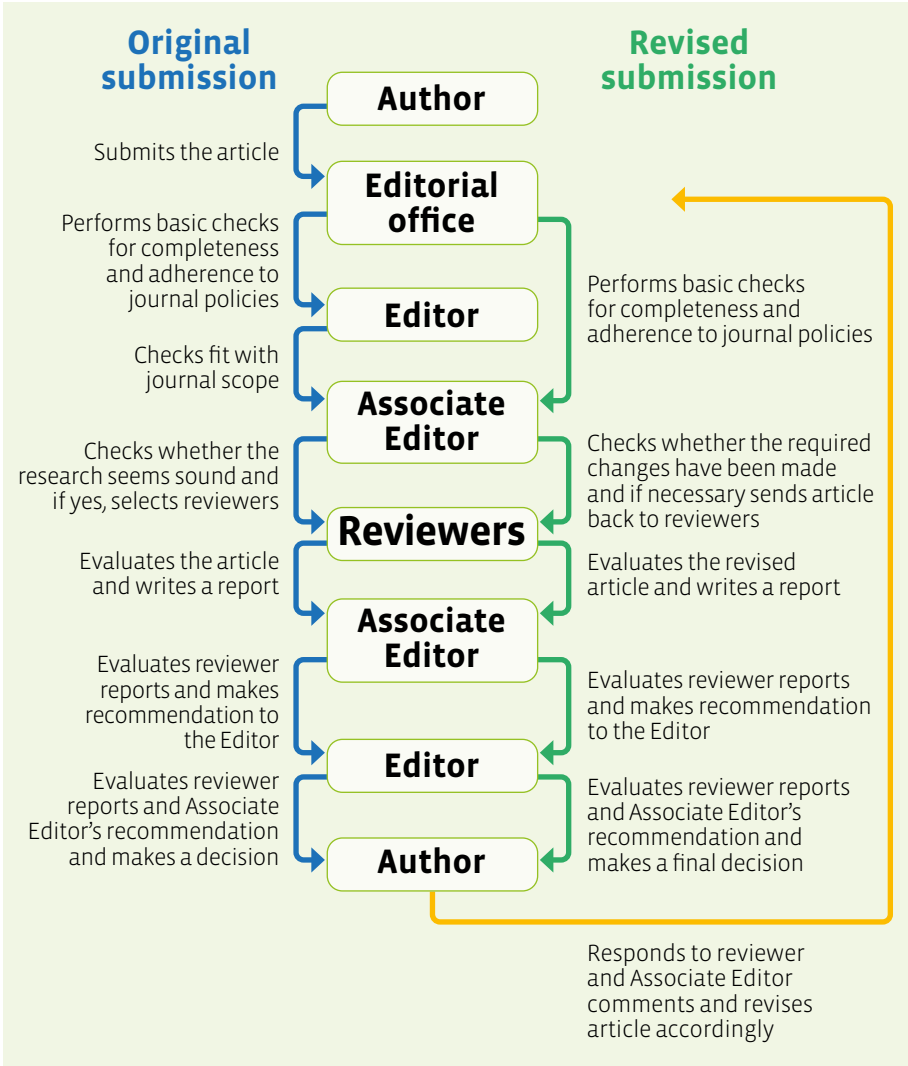 Original
submission
Revised
submission
Author
Submits the article
Editorial
office
Performs basic checks
for completeness
and adherence to
journal policies
Performs basic checks
for completeness and
adherence to journal policies
Editor
Checks fit with
journal scope
Associate
Editor
Checks whether the
research seems sound and
if yes, selects reviewers
Checks whether the required
changes have been made
and if necessary sends article
back to reviewers
Reviewers
Evaluates the article
and writes a report
Evaluates the revised
article and writes a report
Associate
Editor
Evaluates reviewer
reports and makes
recommendation to
the Editor
Evaluates reviewer reports
and makes recommendation
to the Editor
Editor
Evaluates reviewer
reports and Associate
Editor’s recommendation
and makes a decision
Evaluates reviewer reports
and Associate Editor’s
recommendation and
makes a final decision
Author
Responds to reviewer
and Associate Editor
comments and revises
article accordingly